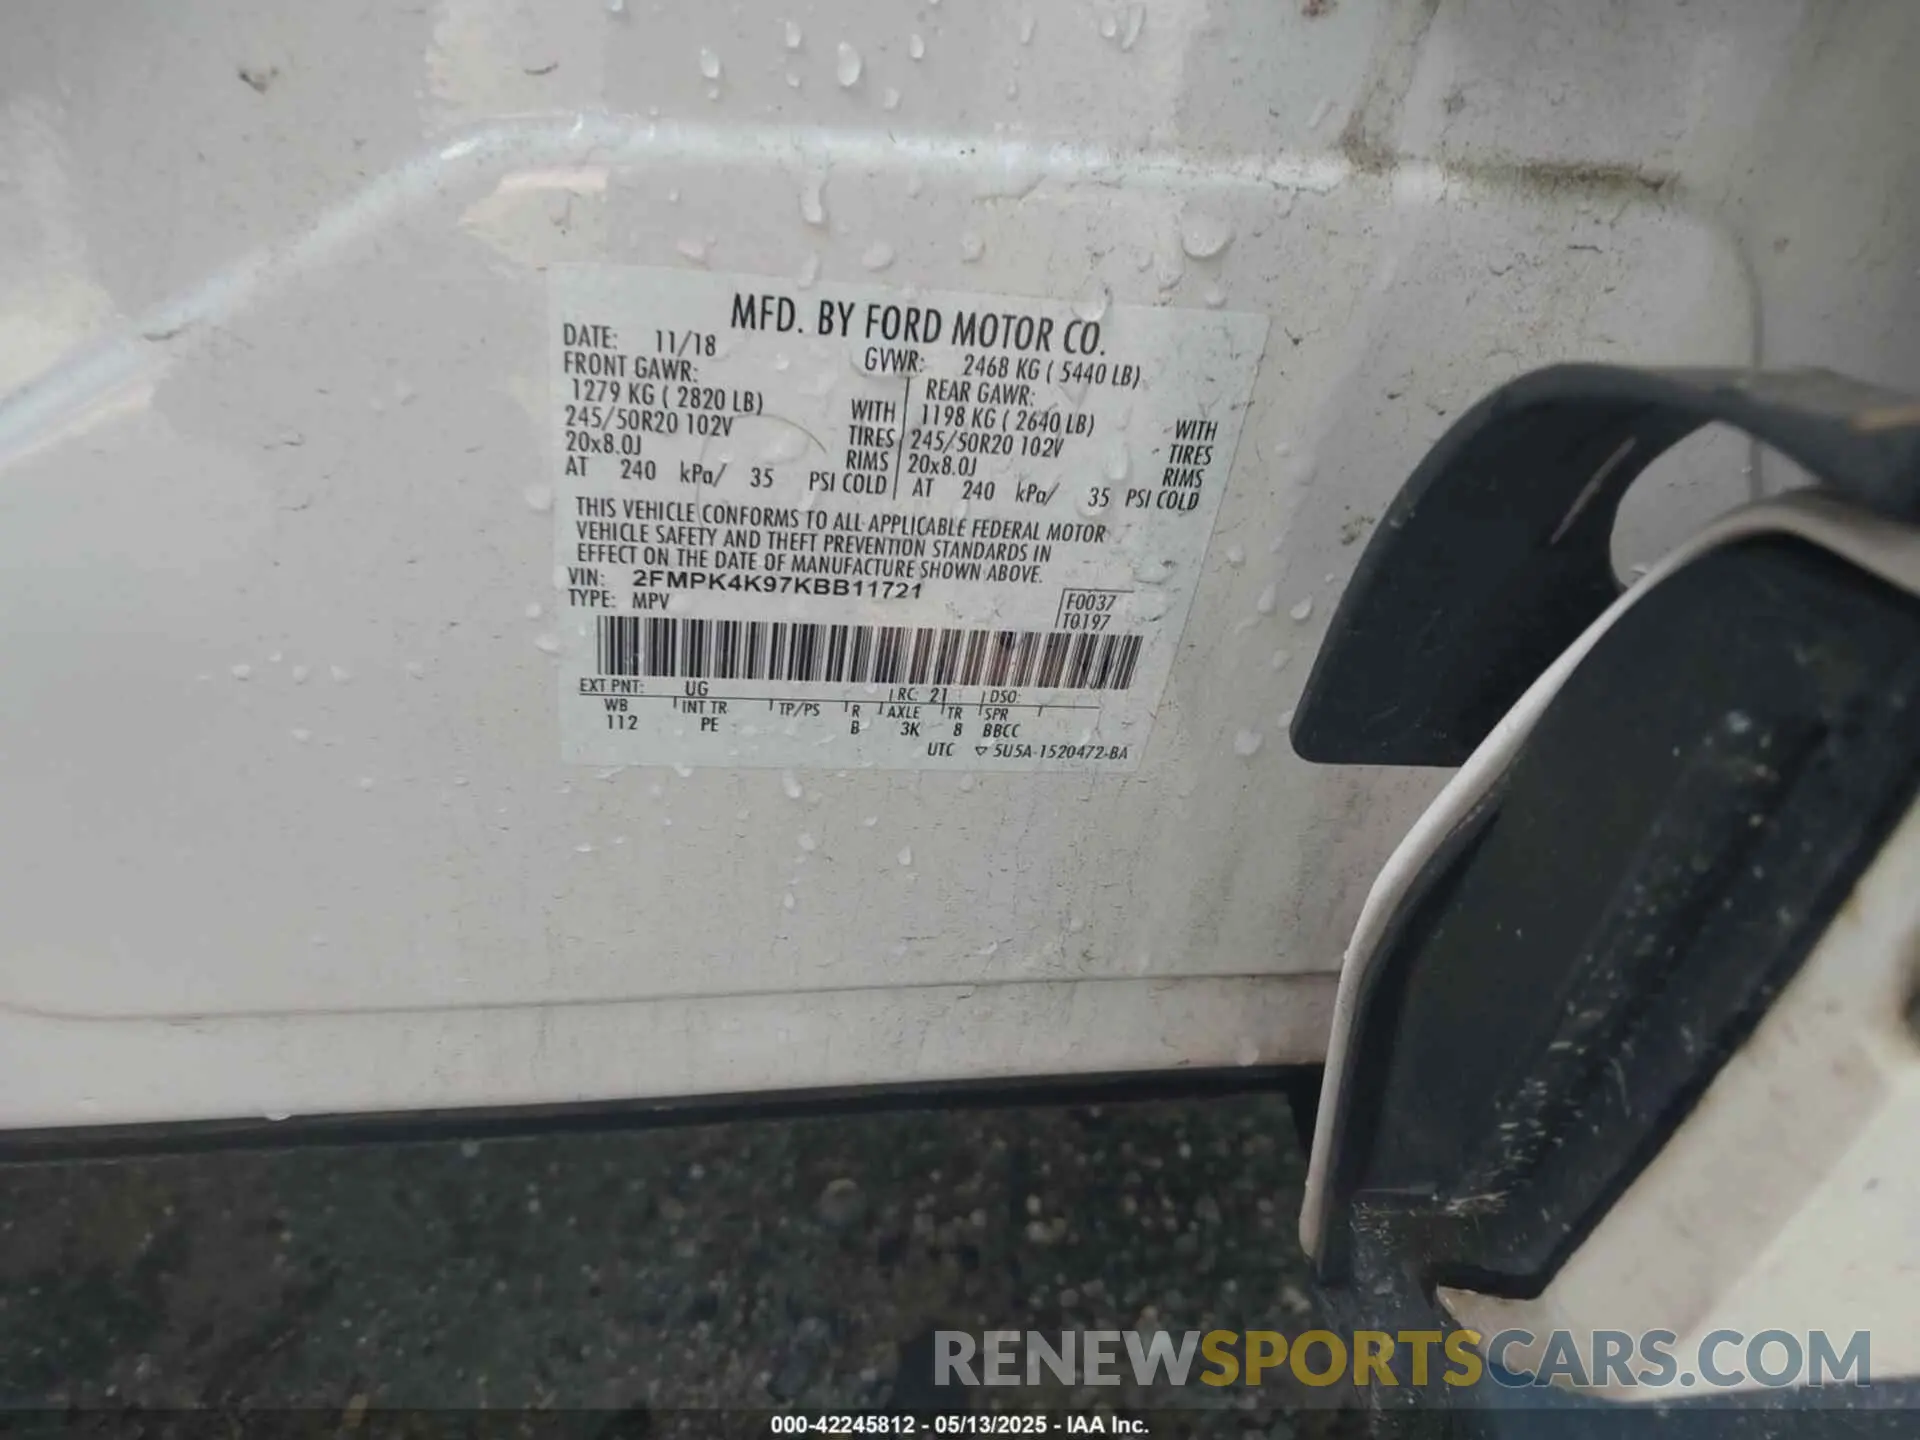 MFD. BY FORD MOTOR CO.
DATE: 11/18 GVWR: 2468 KG ( 5440 LB)
FRONT GAWR: REAR GAWR:
1279 KG ( 2820 LB) WITH 1198 KG ( 2640 LB) WITH
245/50R20 102V TIRES 245/50R20 102V TIRES
20x8.0J RIMS 20x8.0J RIMS
AT 240 kPa/ 35 PSI COLD AT 240 kPa/ 35 PSI COLD
THIS VEHICLE CONFORMS TO ALL APPLICABLE FEDERAL MOTOR
VEHICLE SAFETY AND THEFT PREVENTION STANDARDS IN
EFFECT ON THE DATE OF MANUFACTURE SHOWN ABOVE.
VIN: 2FMPK4K97KBB11721
TYPE: MPV F0037
T0197
EXT PNT: UG RC: 21 DSO:
WB INT TR TP/PS R AXLE TR SPR
112 PE B 3K 8 BBCC
UTC ▽ 5U5A-1520472-BA
RENEWSPORTSCARS.COM
000-42245812 - 05/13/2025 - IAA Inc.